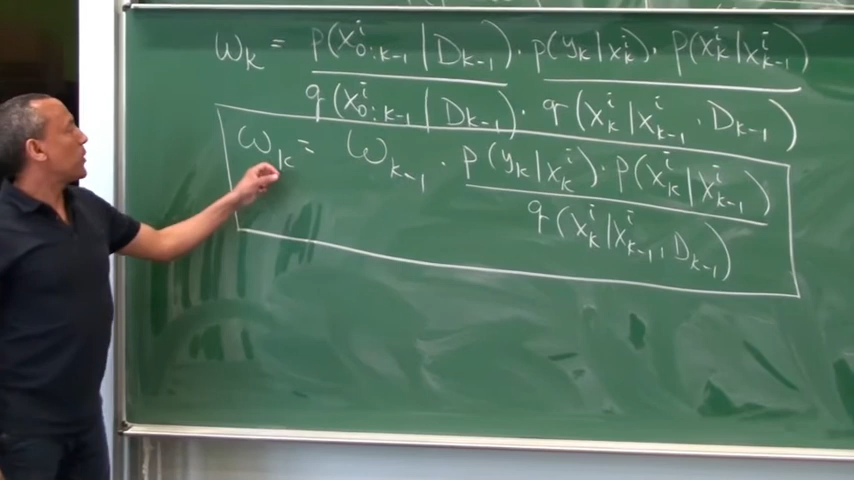 ω_k = p(x^i_{0:k-1} | D_{k-1}) · p(y_k | x^i_k) · p(x^i_k | x^i_{k-1})
q(x^i_{0:k-1} | D_{k-1}) · q(x^i_k | x^i_{k-1}, D_{k-1})
ω_k = ω_{k-1} · p(y_k | x^i_k) · p(x^i_k | x^i_{k-1})
q(x^i_k | x^i_{k-1}, D_{k-1})